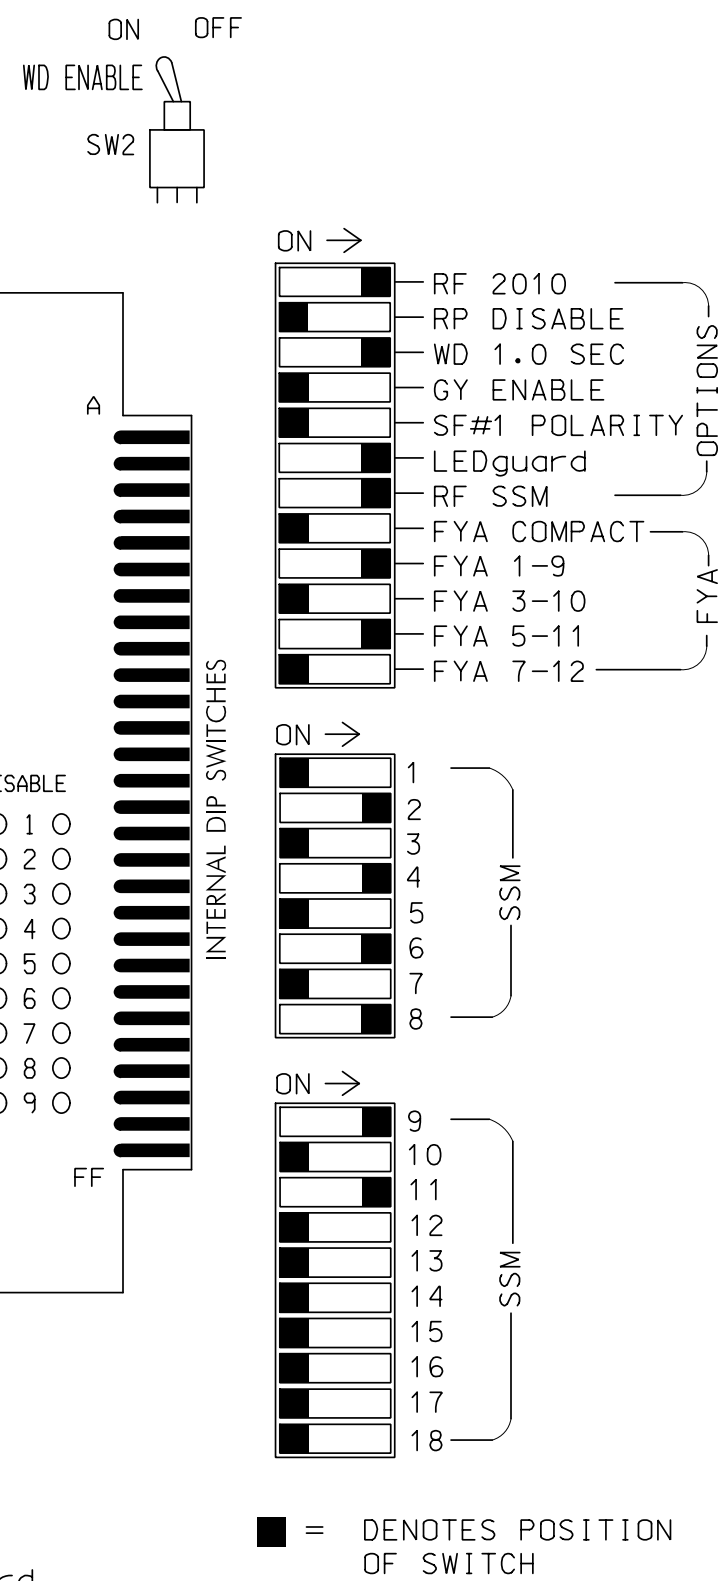 ON OFF
WD ENABLE
SW2
ON
RF 2010
RP DISABLE
WD 1.0 SEC
GY ENABLE
SF#1 POLARITY
LEDguard
RF SSM
OPTIONS
FYA COMPACT
FYA 1-9
FYA 3-10
FYA 5-11
FYA 7-12
FYA
A
FF
INTERNAL DIP SWITCHES
ISABLE
1
2
3
4
5
6
7
8
9
ON
1
2
3
4
5
6
7
8
SSM
ON
9
10
11
12
13
14
15
16
17
18
SSM
= DENOTES POSITION
OF SWITCH